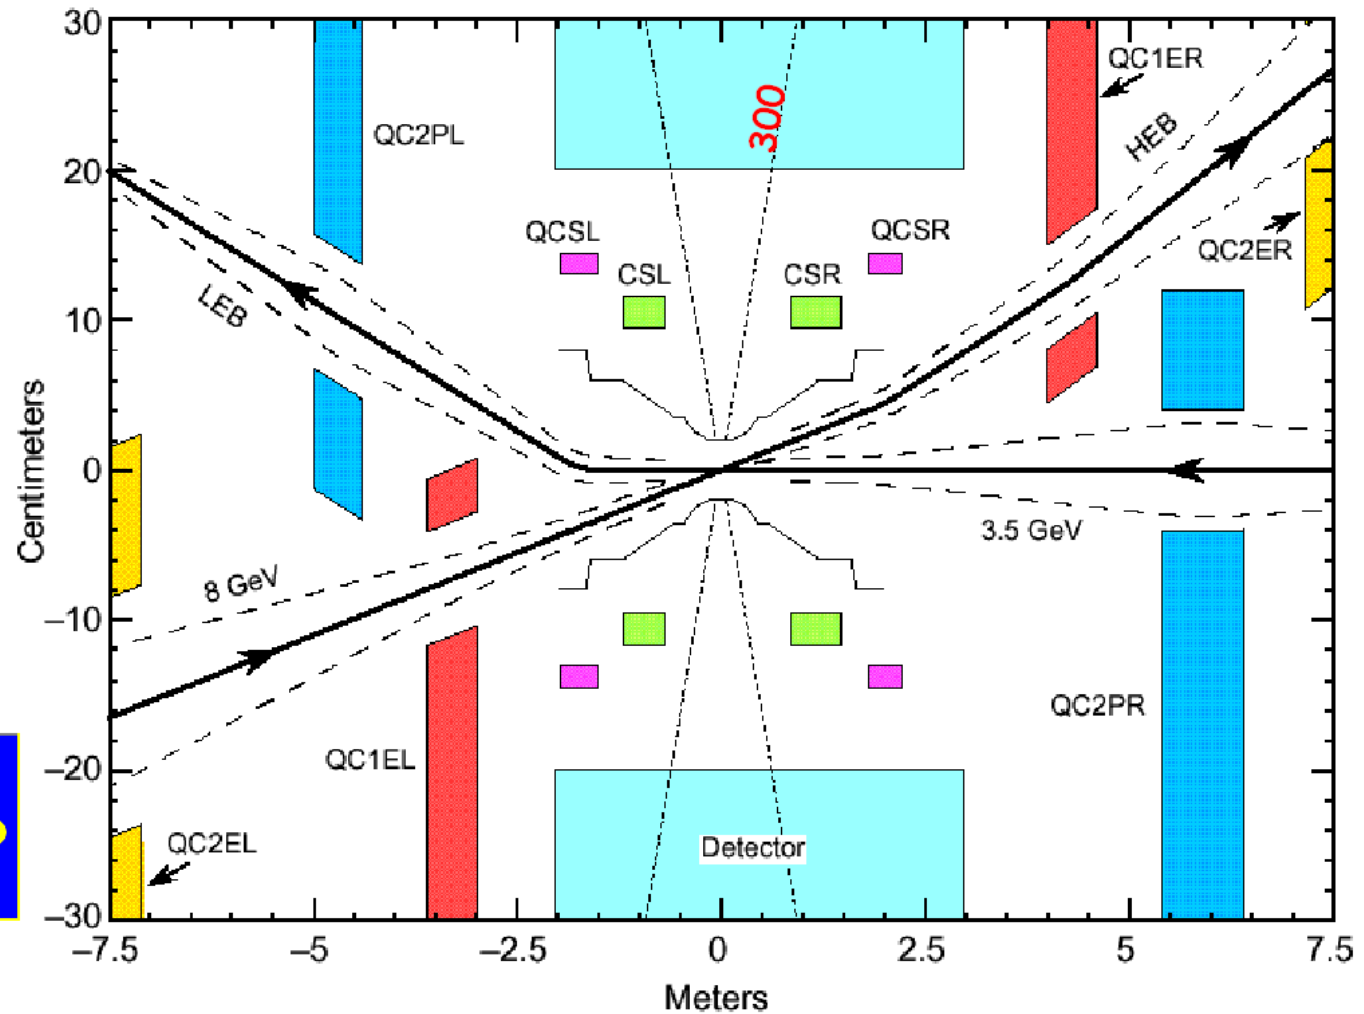 30
20
10
0
–10
–20
–30
Centimeters
–7.5
–5
–2.5
0
2.5
5
7.5
Meters
QC2PL
300
QC1ER
HEB
QC2ER
QCSL
QCSR
CSL
CSR
LEB
8 GeV
3.5 GeV
QC1EL
QC2PR
QC2EL
Detector